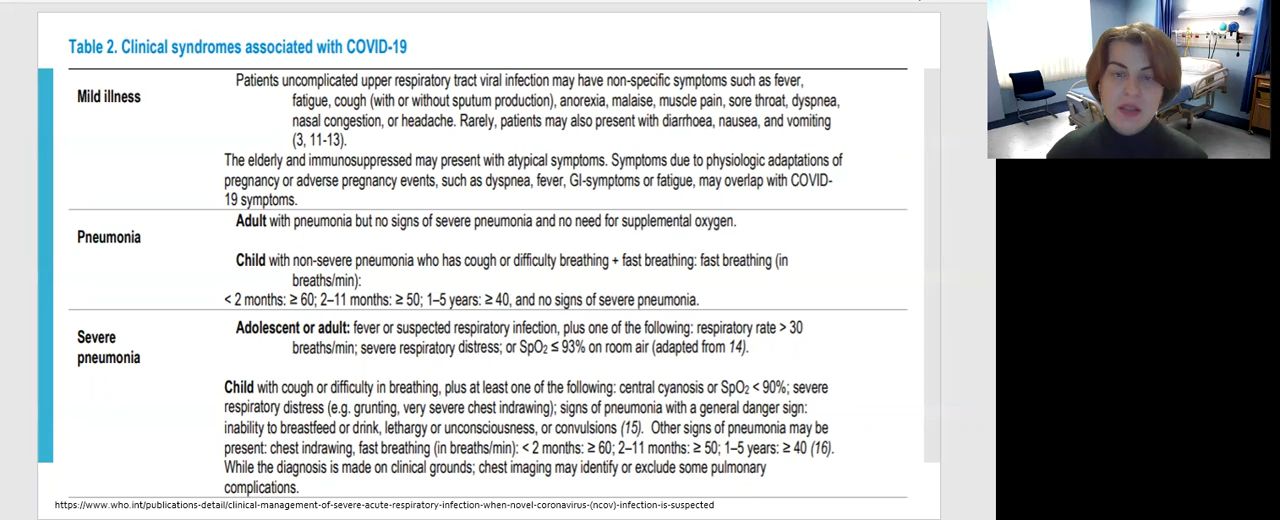 Table 2. Clinical syndromes associated with COVID-19
Mild illness
Patients uncomplicated upper respiratory tract viral infection may have non-specific symptoms such as fever,
fatigue, cough (with or without sputum production), anorexia, malaise, muscle pain, sore throat, dyspnea,
nasal congestion, or headache. Rarely, patients may also present with diarrhoea, nausea, and vomiting
(3, 11-13).
The elderly and immunosuppressed may present with atypical symptoms. Symptoms due to physiologic adaptations of
pregnancy or adverse pregnancy events, such as dyspnea, fever, GI-symptoms or fatigue, may overlap with COVID-
19 symptoms.
Pneumonia
Adult with pneumonia but no signs of severe pneumonia and no need for supplemental oxygen.
Child with non-severe pneumonia who has cough or difficulty breathing + fast breathing: fast breathing (in
breaths/min):
< 2 months: ≥ 60; 2–11 months: ≥ 50; 1–5 years: ≥ 40, and no signs of severe pneumonia.
Severe
pneumonia
Adolescent or adult: fever or suspected respiratory infection, plus one of the following: respiratory rate > 30
breaths/min; severe respiratory distress; or SpO₂ ≤ 93% on room air (adapted from 14).
Child with cough or difficulty in breathing, plus at least one of the following: central cyanosis or SpO₂ < 90%; severe
respiratory distress (e.g. grunting, very severe chest indrawing); signs of pneumonia with a general danger sign:
inability to breastfeed or drink, lethargy or unconsciousness, or convulsions (15). Other signs of pneumonia may be
present: chest indrawing, fast breathing (in breaths/min): < 2 months: ≥ 60; 2–11 months: ≥ 50; 1–5 years: ≥ 40 (16).
While the diagnosis is made on clinical grounds; chest imaging may identify or exclude some pulmonary
complications.
https://www.who.int/publications-detail/clinical-management-of-severe-acute-respiratory-infection-when-novel-coronavirus-(ncov)-infection-is-suspected